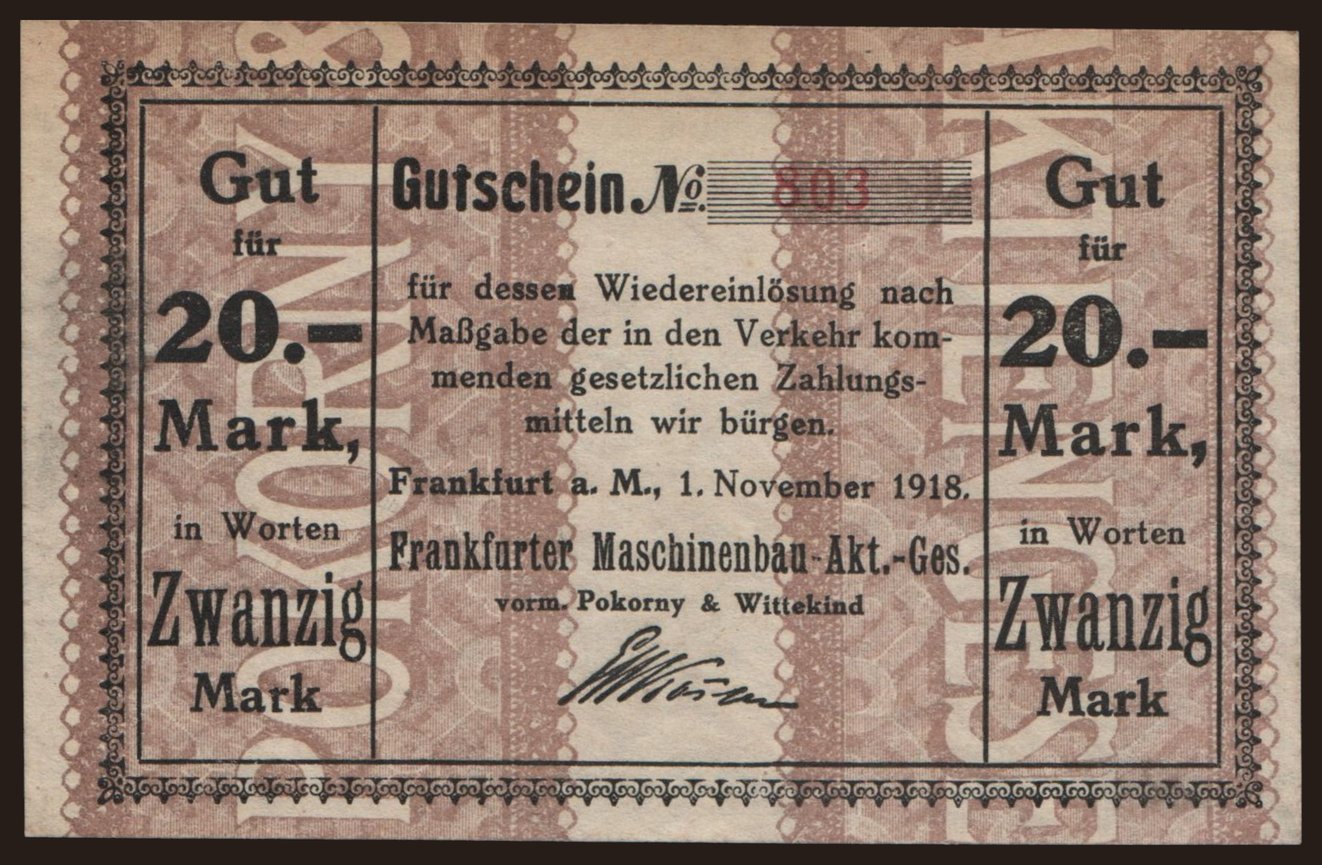 Gut
für
20.-
Mark,
in Worten
Zwanzig
Mark
Gutschein No. 803
für dessen Wiedereinlösung nach
Maßgabe der in den Verkehr kom-
menden gesetzlichen Zahlungs-
mitteln wir bürgen.
Frankfurt a. M., 1. November 1918.
Frankfurter Maschinenbau-Akt.-Ges.
vorm. Pokorny & Wittekind
Gut
für
20.-
Mark,
in Worten
Zwanzig
Mark
POKORNY &